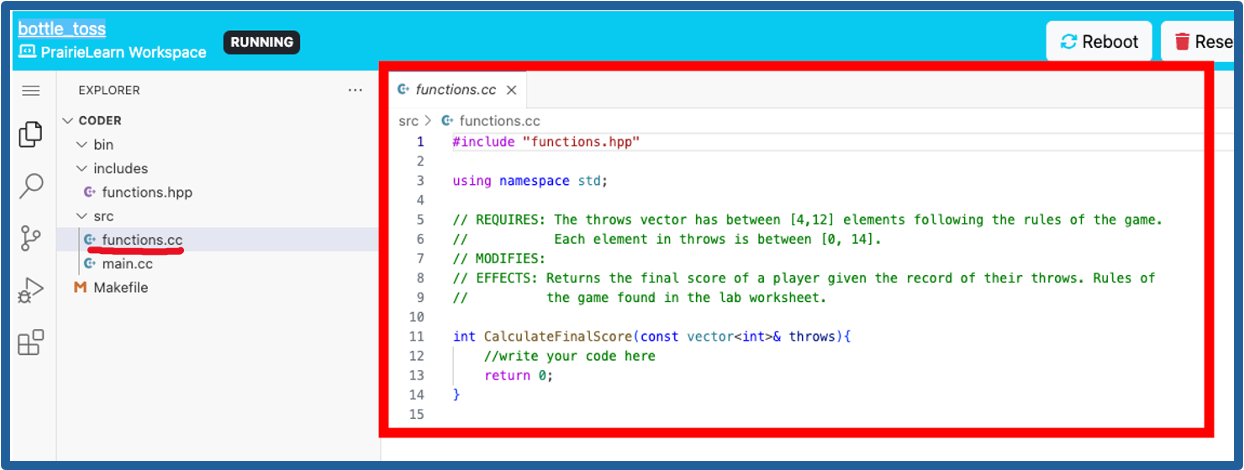 bottle_toss
PrairieLearn Workspace
RUNNING
Reboot
Rese
EXPLORER
...
CODER
bin
includes
functions.hpp
src
functions.cc
main.cc
M Makefile
functions.cc
src > functions.cc
1 #include "functions.hpp"
2
3 using namespace std;
4
5 // REQUIRES: The throws vector has between [4,12] elements following the rules of the game.
6 //           Each element in throws is between [0, 14].
7 // MODIFIES:
8 // EFFECTS: Returns the final score of a player given the record of their throws. Rules of
9 //          the game found in the lab worksheet.
10
11 int CalculateFinalScore(const vector<int>& throws){
12     //write your code here
13     return 0;
14 }
15